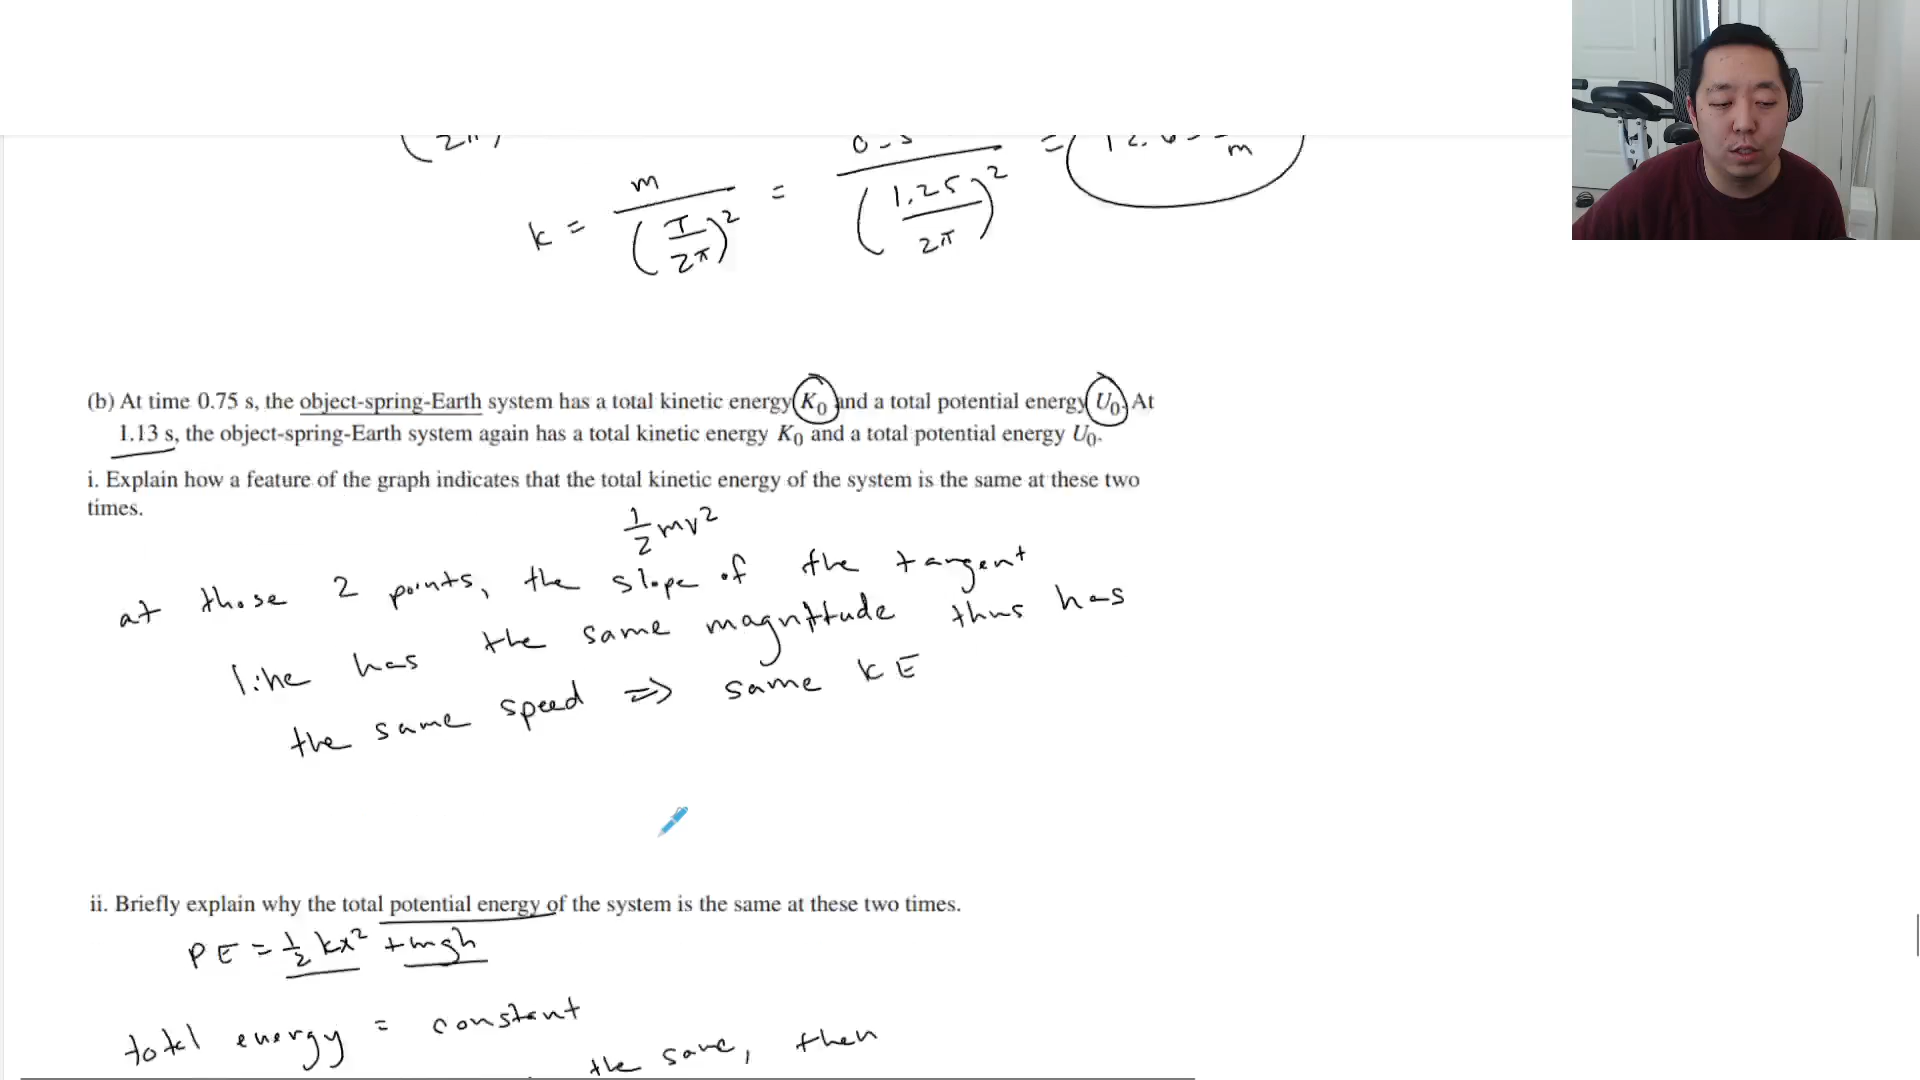 2π
m
k = m / (T / 2π)² = / (1.25 / 2π)² =
(b) At time 0.75 s, the object-spring-Earth system has a total kinetic energy K₀ and a total potential energy U₀. At
1.13 s, the object-spring-Earth system again has a total kinetic energy K₀ and a total potential energy U₀.
i. Explain how a feature of the graph indicates that the total kinetic energy of the system is the same at these two
times.
½mv²
at those 2 points, the slope of the tangent
line has the same magnitude thus has
the same speed => same KE
ii. Briefly explain why the total potential energy of the system is the same at these two times.
PE = ½kx² + mgh
total energy = constant
the same, then